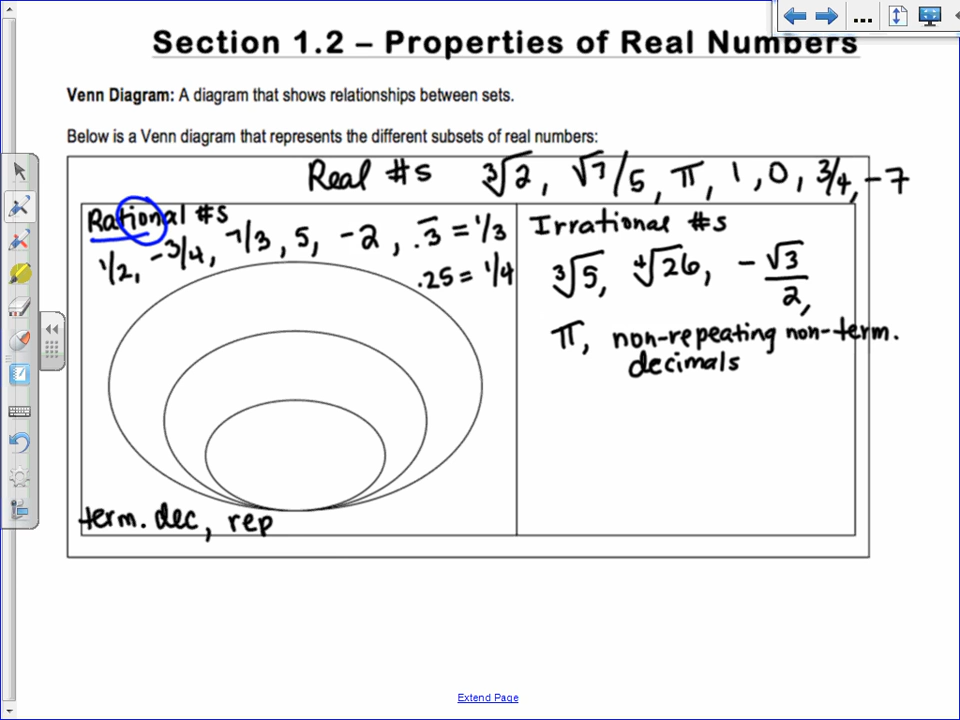 Section 1.2 – Properties of Real Numbers
Venn Diagram: A diagram that shows relationships between sets.
Below is a Venn diagram that represents the different subsets of real numbers:
Real #s ∛2, √7/5, π, 1, 0, 3/4, -7
Rational #s
1/2, -3/4, 7/3, 5, -2, .3̅ = 1/3
.25 = 1/4
term. dec, rep
Irrational #s
∛5, ∜26, -√3/2,
π, non-repeating non-term.
decimals
Extend Page